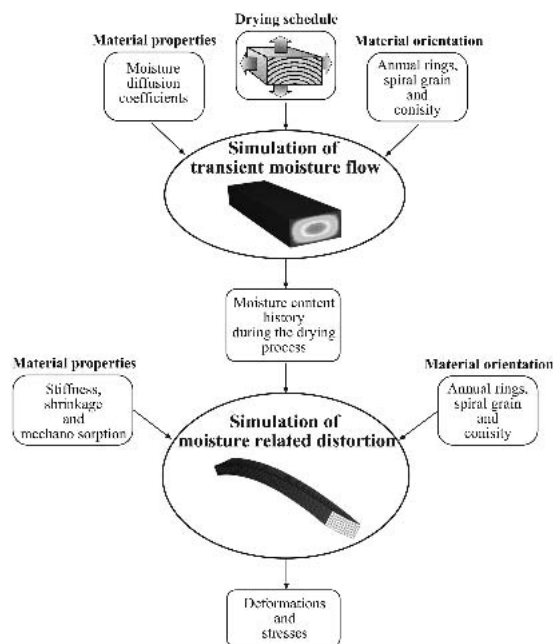 Drying schedule
Material properties
Moisture
diffusion
coefficients
Material orientation
Annual rings,
spiral grain
and
conisity
Simulation of
transient moisture flow
Moisture content
history
during the drying
process
Material properties
Stiffness,
shrinkage
and
mechano sorption
Material orientation
Annual rings,
spiral grain
and
conisity
Simulation of
moisture related distortion
Deformations
and
stresses